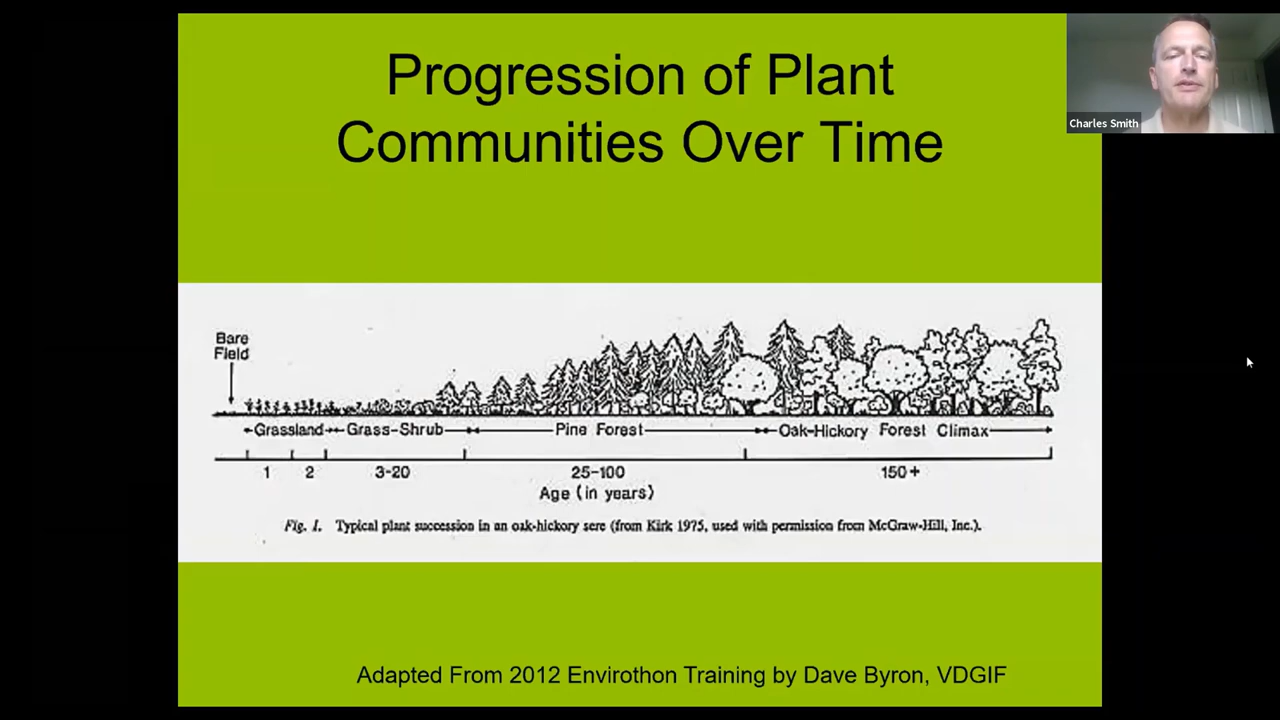 Progression of Plant
Communities Over Time
Charles Smith
Bare
Field
Grassland
Grass-Shrub
Pine Forest
Oak-Hickory Forest Climax
1
2
3-20
25-100
150+
Age (in years)
Fig. 1. Typical plant succession in an oak-hickory sere (from Kirk 1975, used with permission from McGraw-Hill, Inc.).
Adapted From 2012 Envirothon Training by Dave Byron, VDGIF